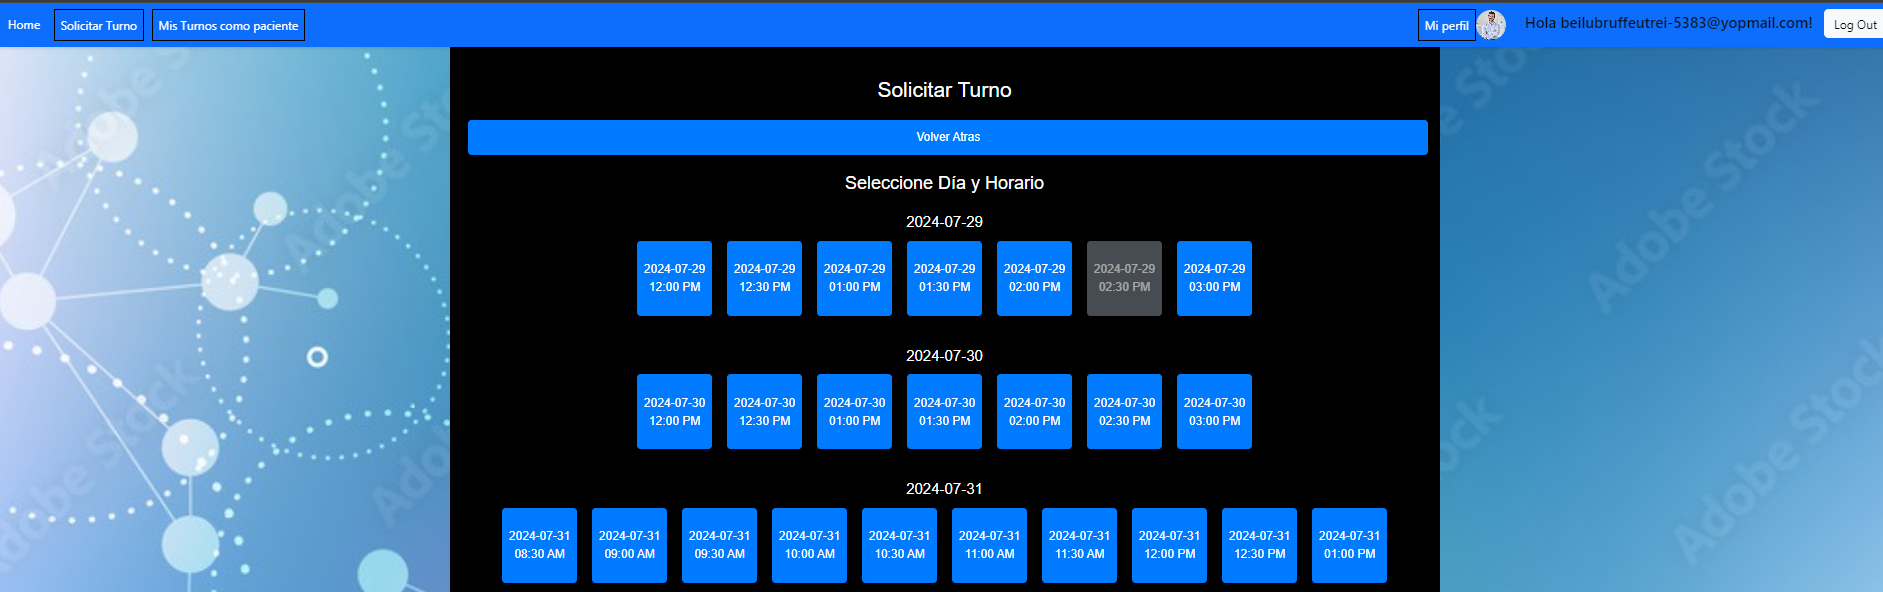 Home Solicitar Turno Mis Turnos como paciente Mi perfil Hola beilubruffeutrei-5383@yopmail.com! Log Out
Solicitar Turno
Volver Atras
Seleccione Día y Horario
2024-07-29
2024-07-29 2024-07-29 2024-07-29 2024-07-29 2024-07-29 2024-07-29 2024-07-29
12:00 PM 12:30 PM 01:00 PM 01:30 PM 02:00 PM 02:30 PM 03:00 PM
2024-07-30
2024-07-30 2024-07-30 2024-07-30 2024-07-30 2024-07-30 2024-07-30 2024-07-30
12:00 PM 12:30 PM 01:00 PM 01:30 PM 02:00 PM 02:30 PM 03:00 PM
2024-07-31
2024-07-31 2024-07-31 2024-07-31 2024-07-31 2024-07-31 2024-07-31 2024-07-31 2024-07-31 2024-07-31 2024-07-31
08:30 AM 09:00 AM 09:30 AM 10:00 AM 10:30 AM 11:00 AM 11:30 AM 12:00 PM 12:30 PM 01:00 PM
Adobe Stock
Adobe Stock
Adobe Stock
Adobe Stock
Adobe Stock